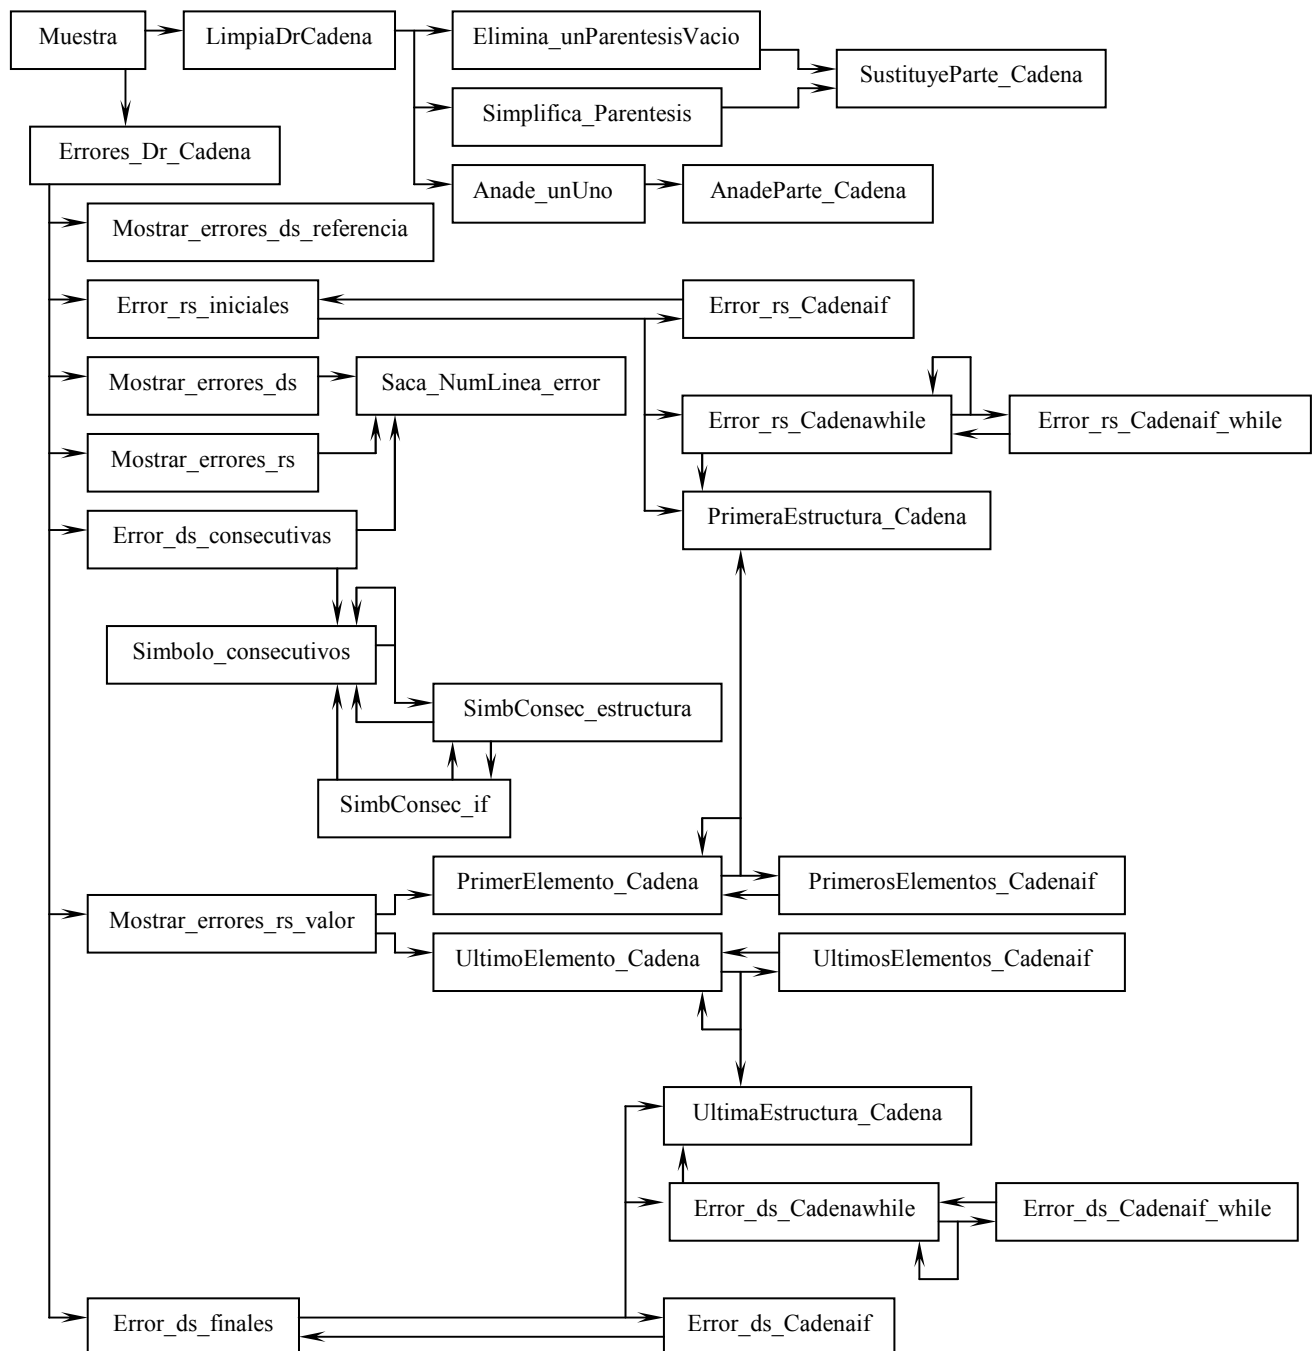 Muestra
LimpiaDrCadena
Elimina_unParentesisVacio
SustituyeParte_Cadena
Simplifica_Parentesis
Errores_Dr_Cadena
Anade_unUno
AnadeParte_Cadena
Mostrar_errores_ds_referencia
Error_rs_iniciales
Error_rs_Cadenaif
Mostrar_errores_ds
Saca_NumLinea_error
Error_rs_Cadenawhile
Error_rs_Cadenaif_while
Mostrar_errores_rs
PrimeraEstructura_Cadena
Error_ds_consecutivas
Simbolo_consecutivos
SimbConsec_estructura
SimbConsec_if
PrimerElemento_Cadena
PrimerosElementos_Cadenaif
Mostrar_errores_rs_valor
UltimoElemento_Cadena
UltimosElementos_Cadenaif
UltimaEstructura_Cadena
Error_ds_Cadenawhile
Error_ds_Cadenaif_while
Error_ds_finales
Error_ds_Cadenaif